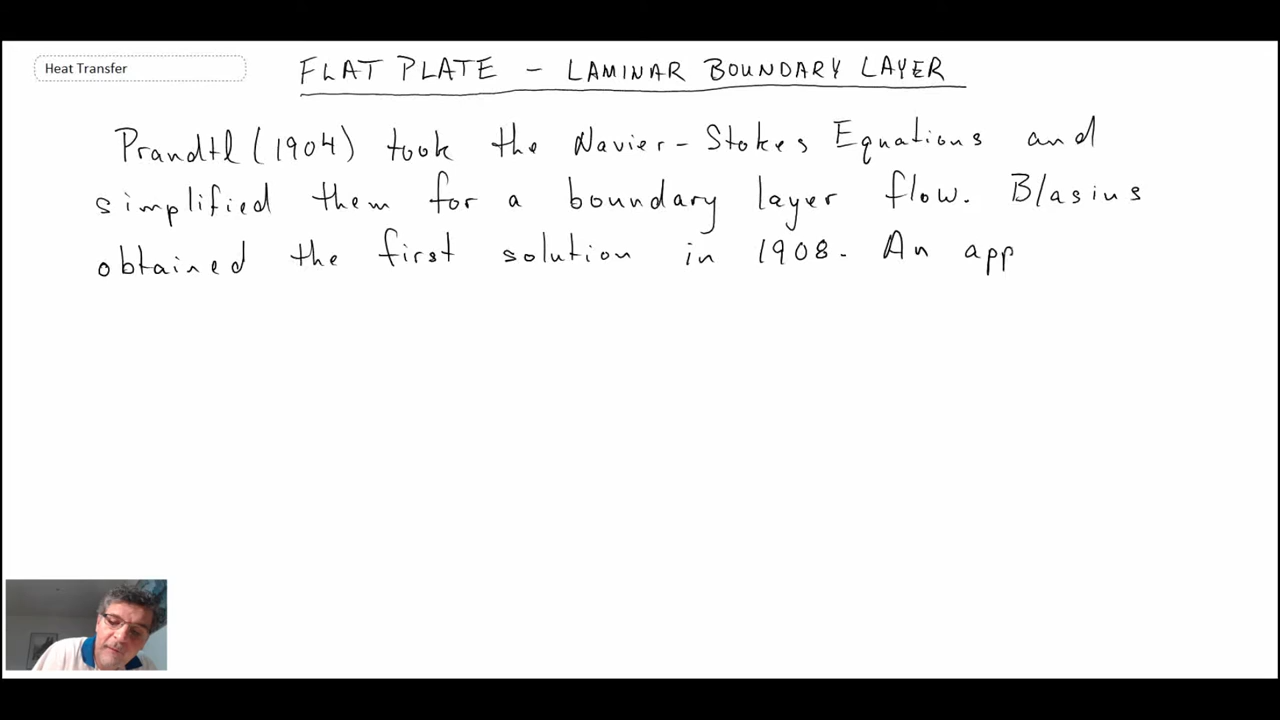 Heat Transfer
FLAT PLATE - LAMINAR BOUNDARY LAYER
Prandtl (1904) took the Navier-Stokes Equations and
simplified them for a boundary layer flow. Blasius
obtained the first solution in 1908. An app